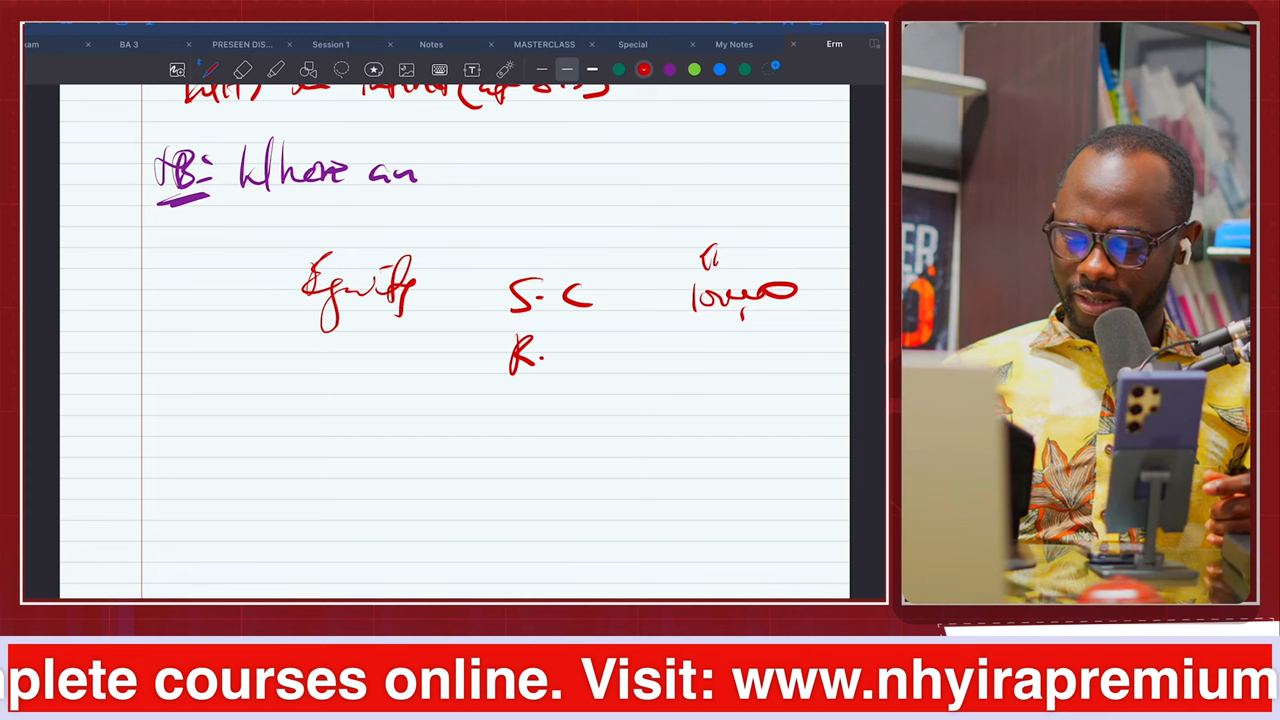 am BA 3 PRESEEN DIS... Session 1 Notes MASTERCLASS Special My Notes Erm
NB: Where an
Equity S. C
R.
plete courses online. Visit: www.nhyirapremium